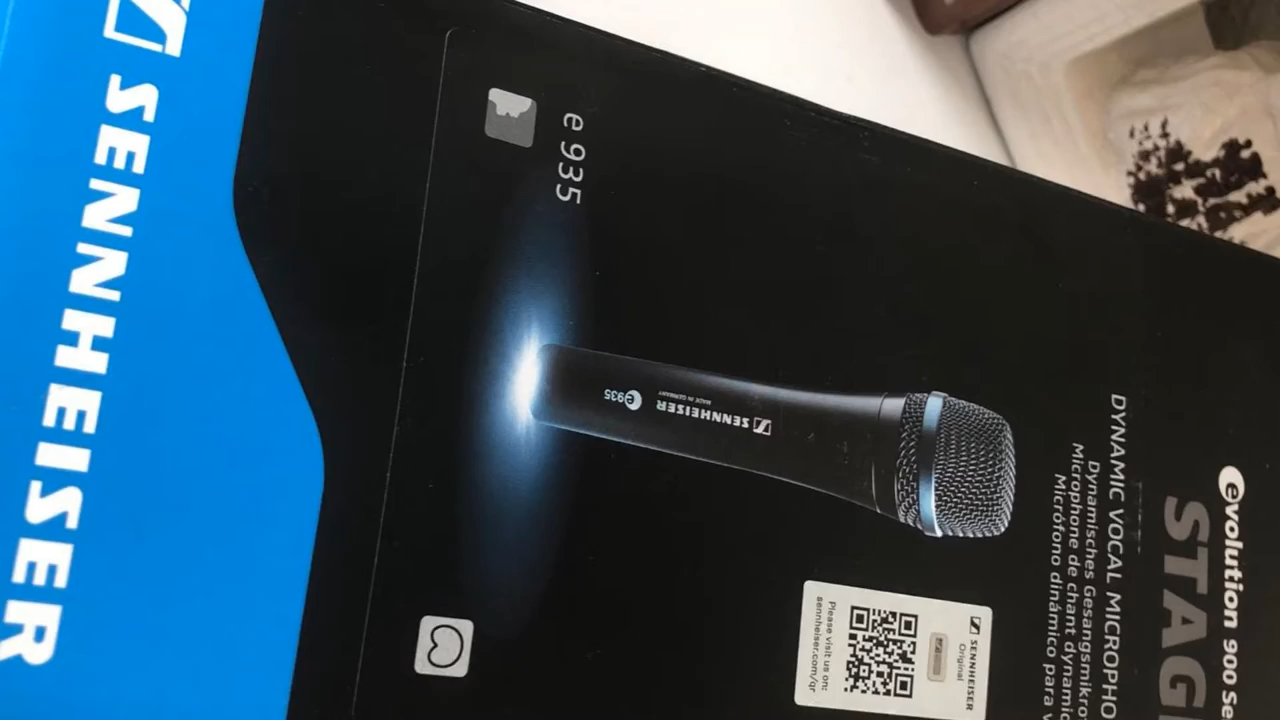 evolution 900 Se
STAG
DYNAMIC VOCAL MICROPHO
Dynamisches Gesangsmikro
Microphone de chant dynamic
Micrófono dinámico para v
SENNHEISER
MADE IN GERMANY
e935
SENNHEISER
Original
Please visit us on:
sennheiser.com/qr
e 935
SENNHEISER